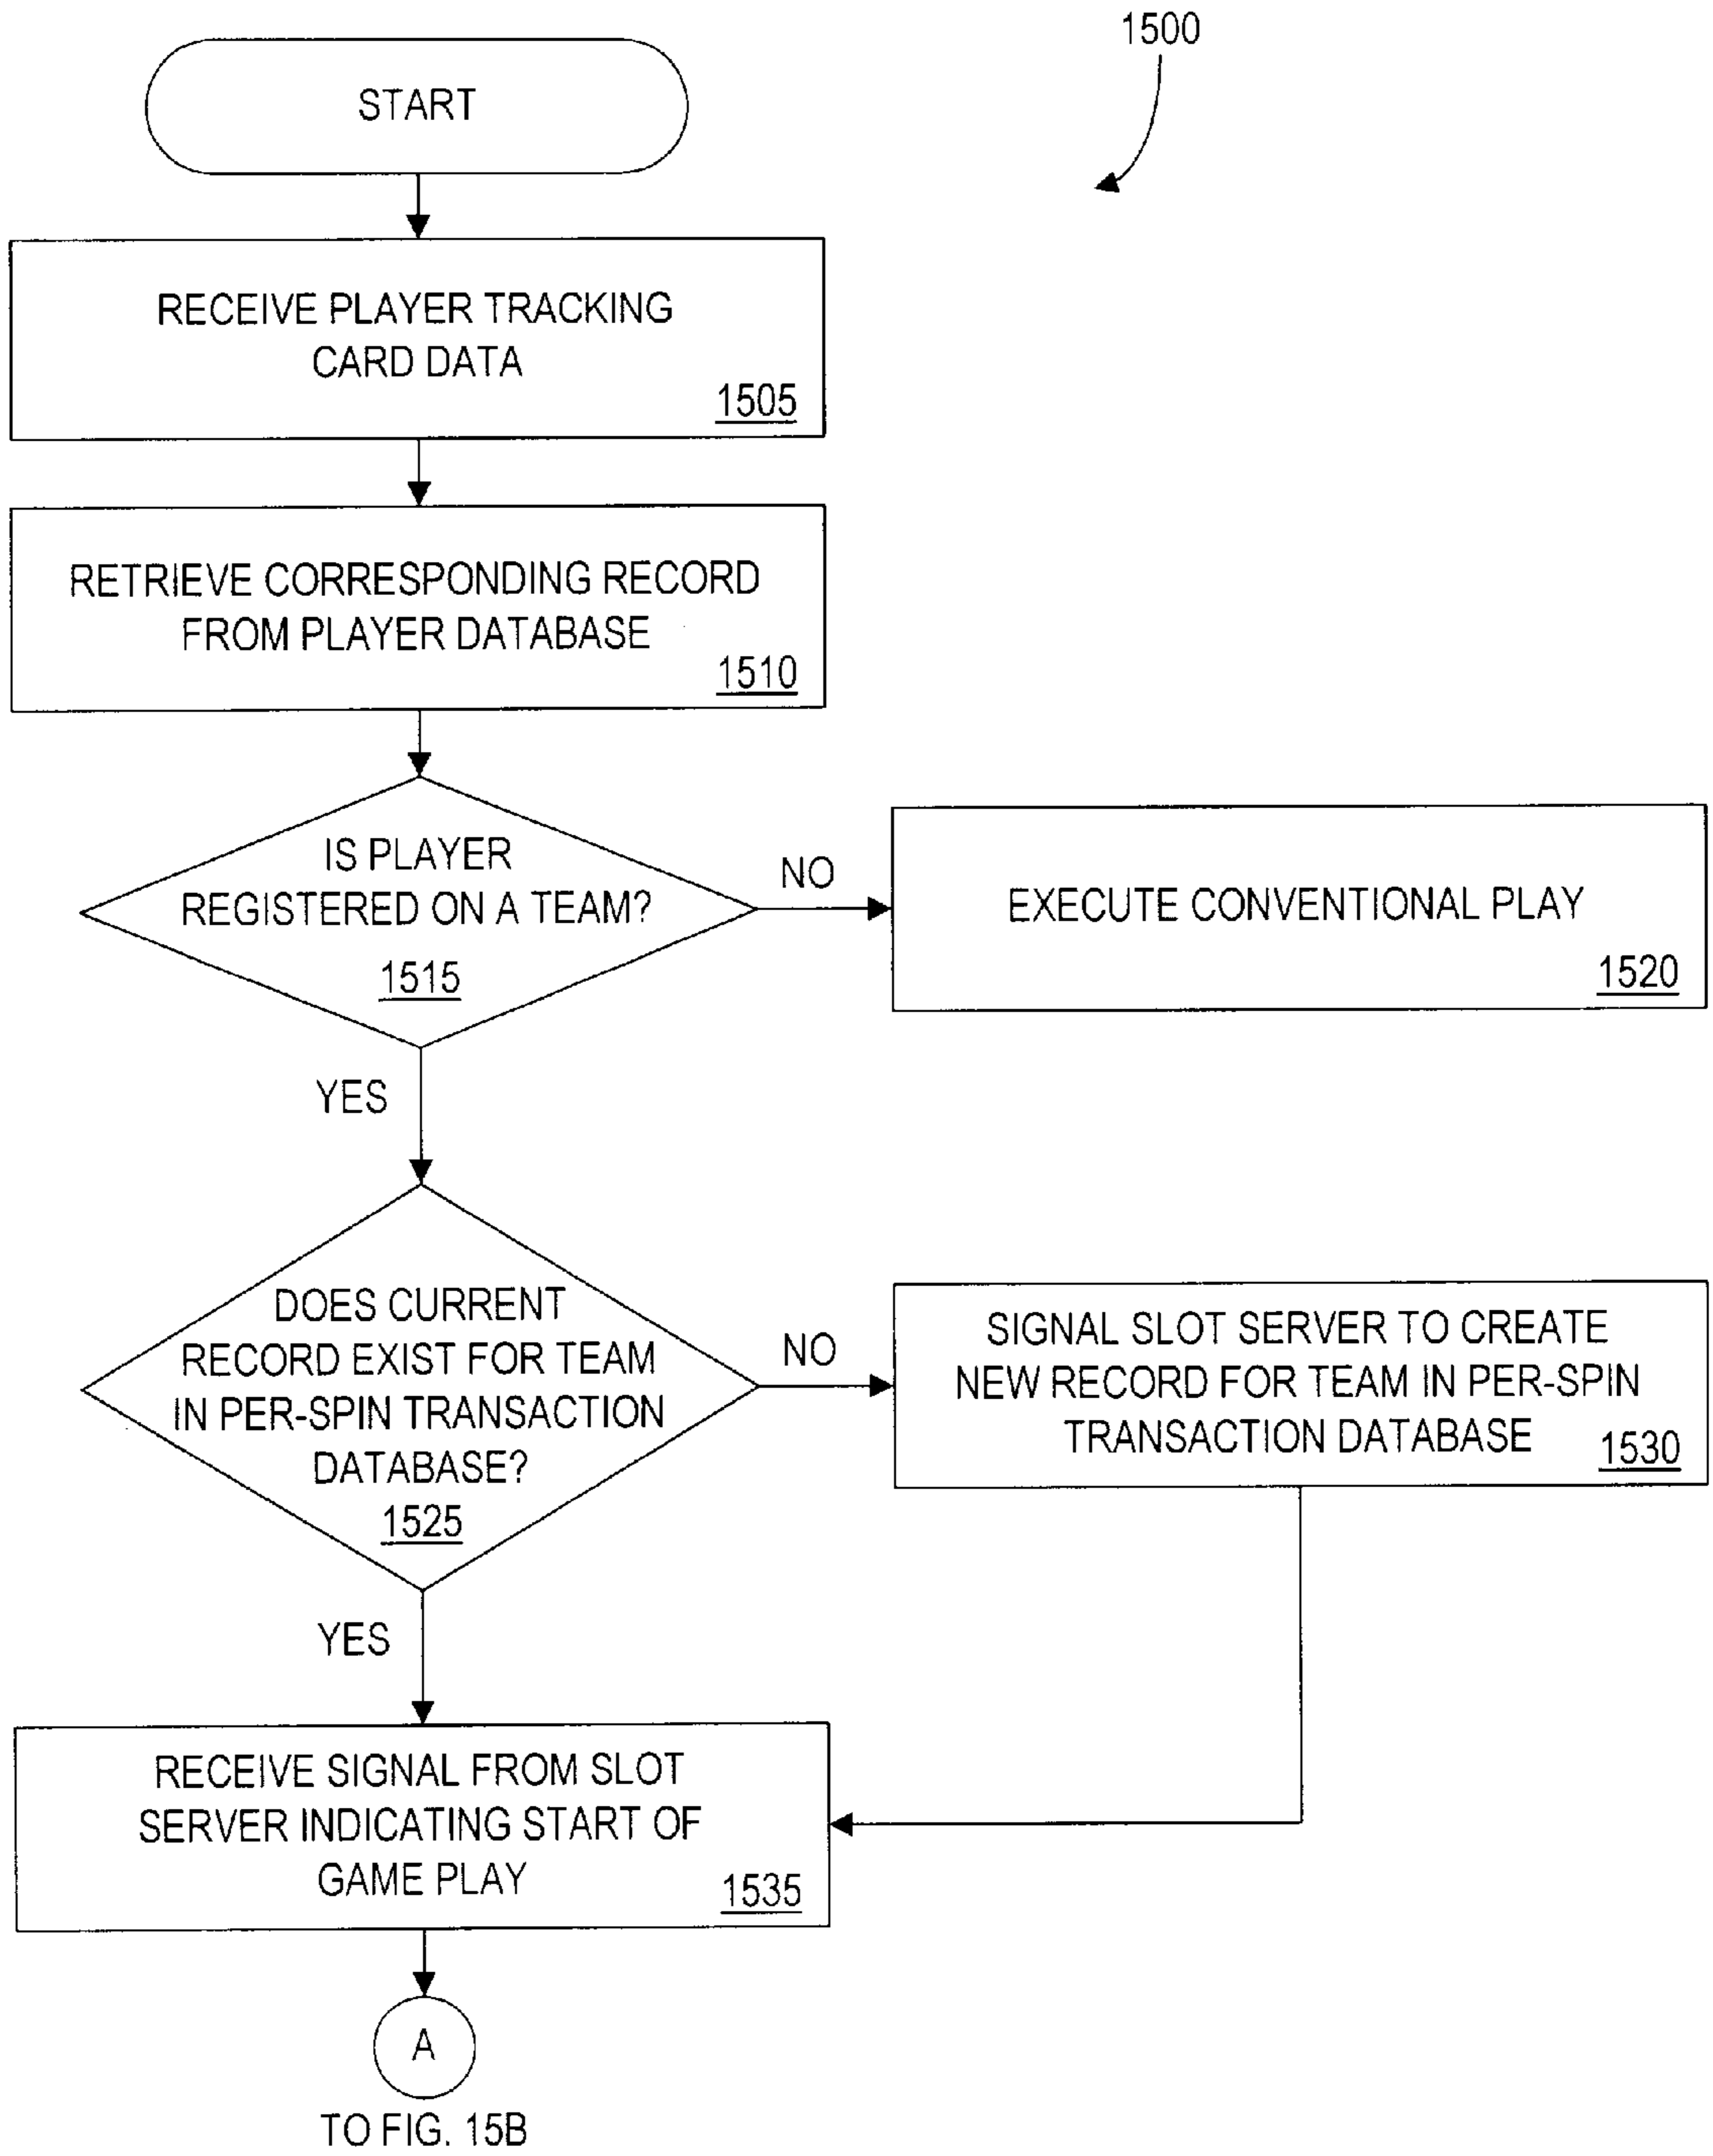 1500
START
RECEIVE PLAYER TRACKING
CARD DATA
1505
RETRIEVE CORRESPONDING RECORD
FROM PLAYER DATABASE
1510
IS PLAYER
REGISTERED ON A TEAM?
1515
NO
EXECUTE CONVENTIONAL PLAY
1520
YES
DOES CURRENT
RECORD EXIST FOR TEAM
IN PER-SPIN TRANSACTION
DATABASE?
1525
NO
SIGNAL SLOT SERVER TO CREATE
NEW RECORD FOR TEAM IN PER-SPIN
TRANSACTION DATABASE
1530
YES
RECEIVE SIGNAL FROM SLOT
SERVER INDICATING START OF
GAME PLAY
1535
A
TO FIG. 15B